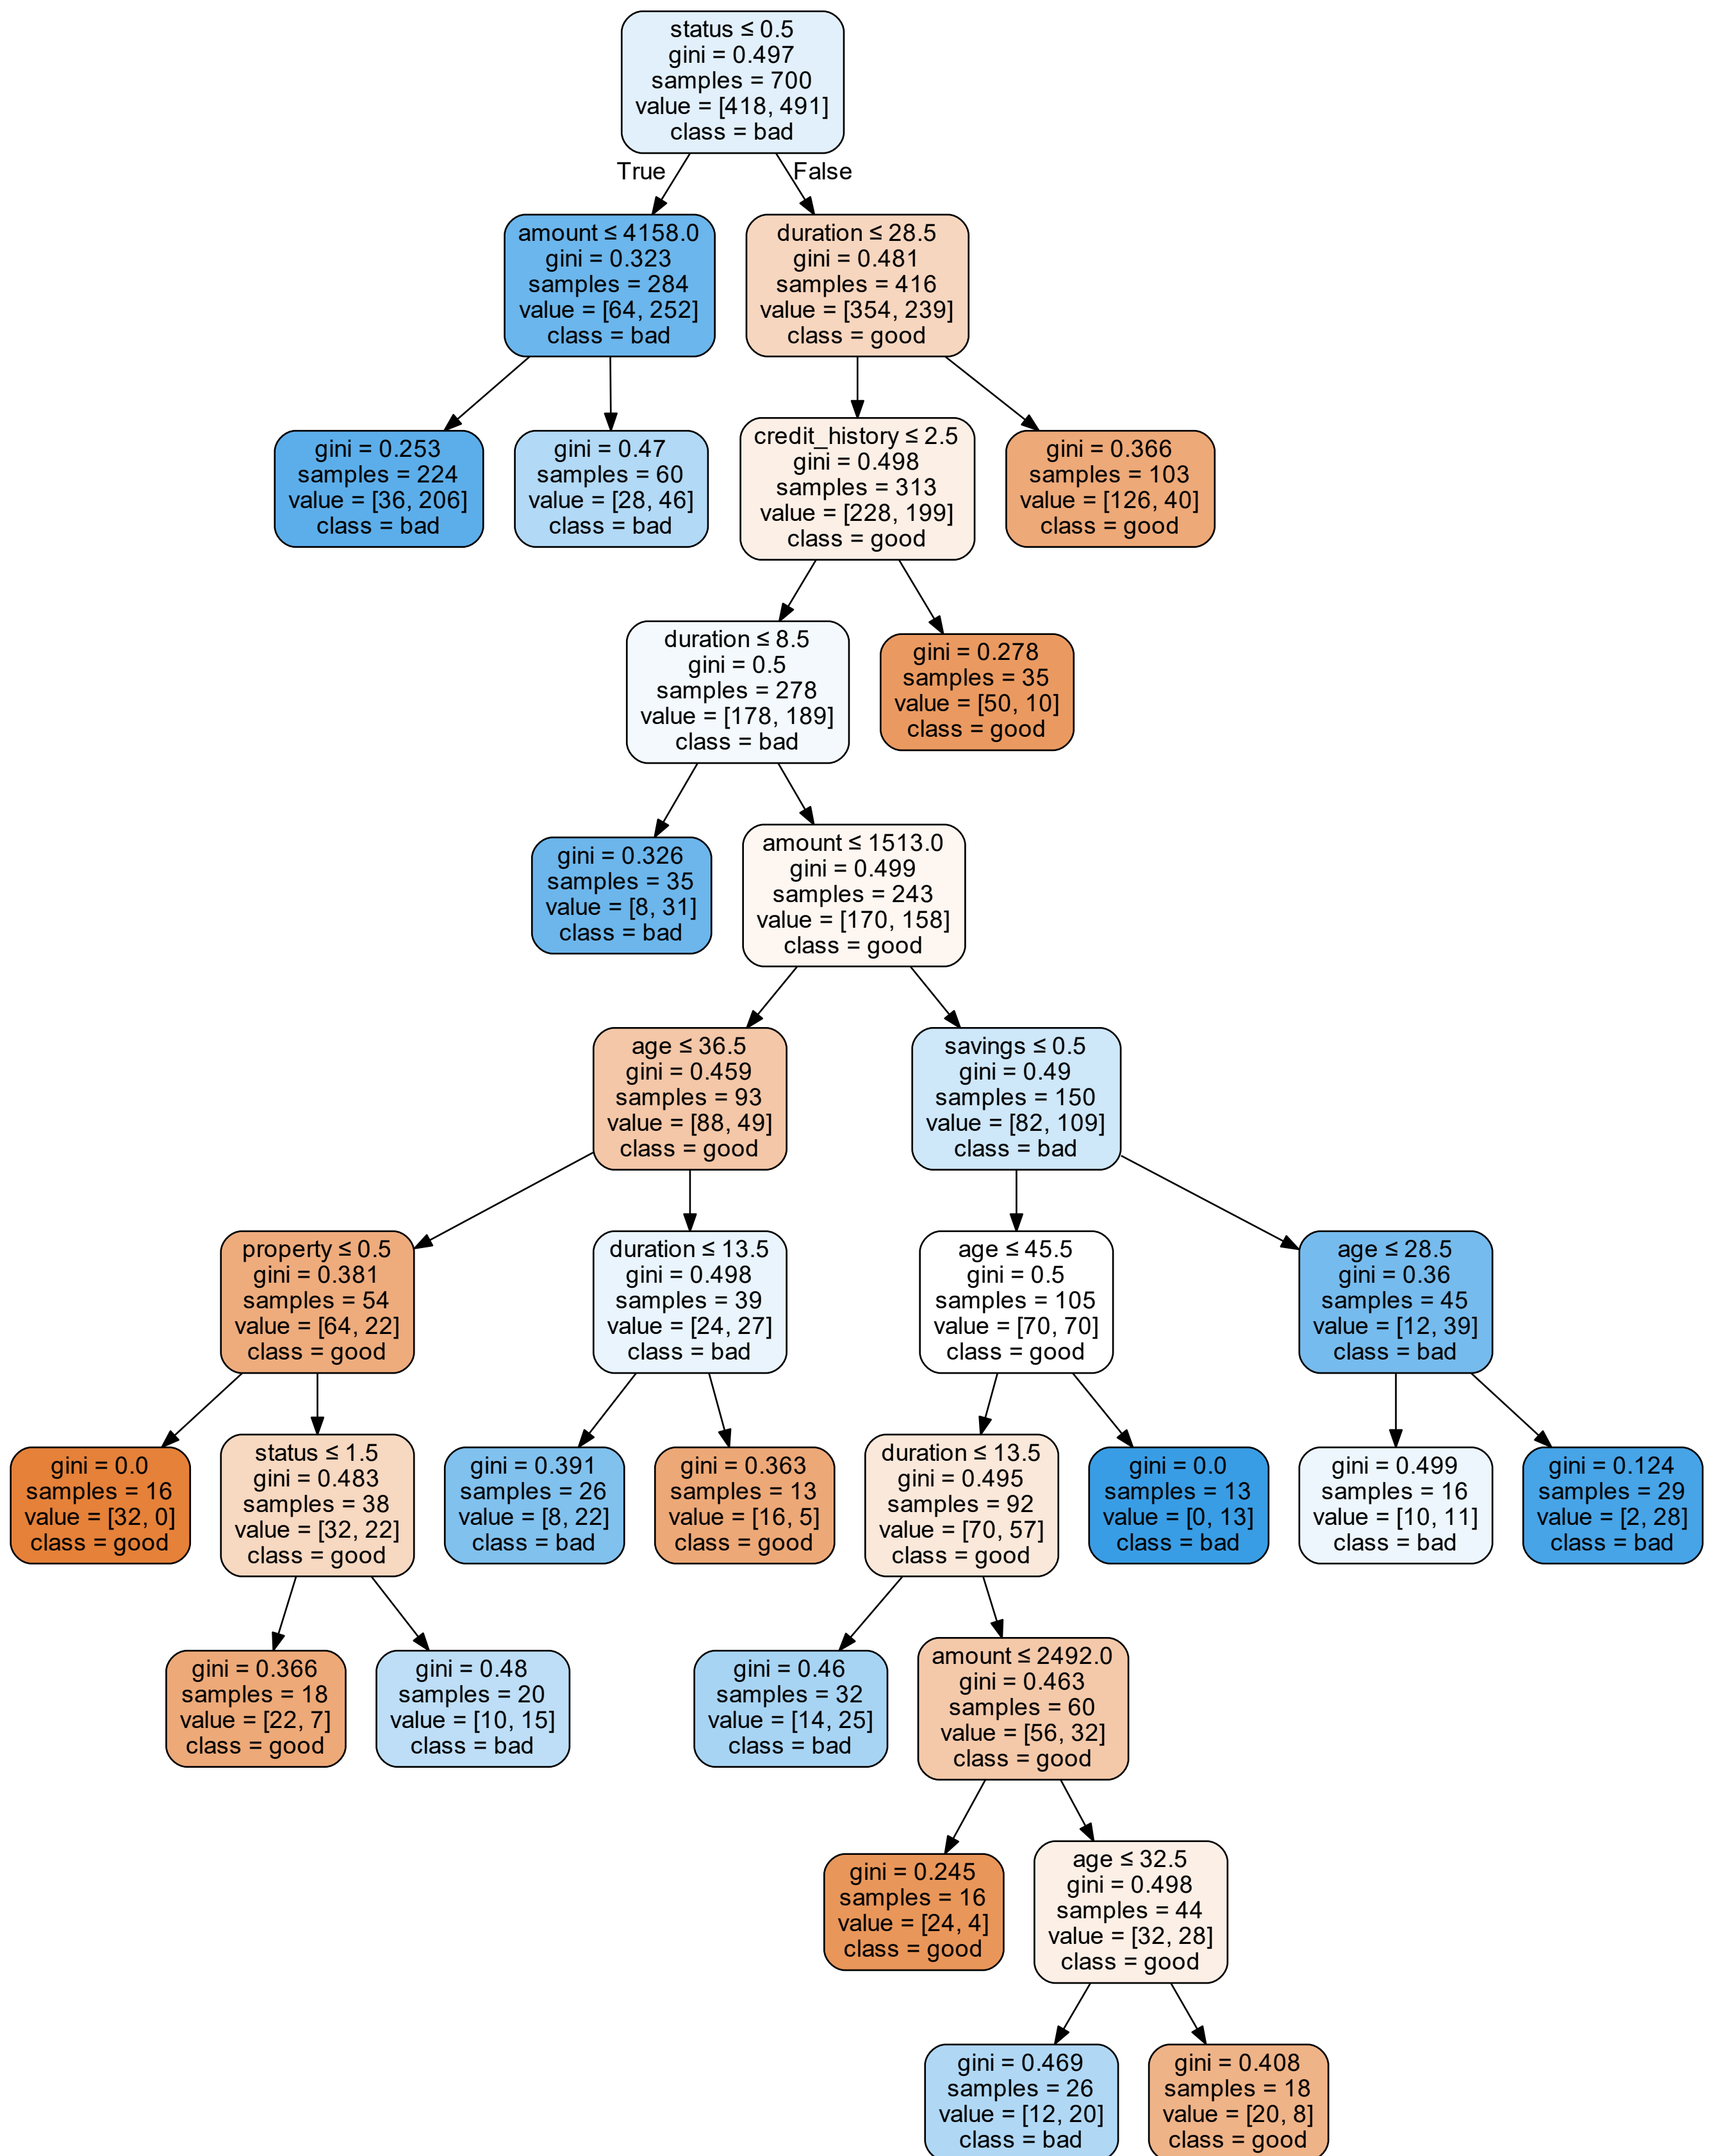 status ≤ 0.5
gini = 0.497
samples = 700
value = [418, 491]
class = bad
True
False
amount ≤ 4158.0
gini = 0.323
samples = 284
value = [64, 252]
class = bad
duration ≤ 28.5
gini = 0.481
samples = 416
value = [354, 239]
class = good
gini = 0.253
samples = 224
value = [36, 206]
class = bad
gini = 0.47
samples = 60
value = [28, 46]
class = bad
credit_history ≤ 2.5
gini = 0.498
samples = 313
value = [228, 199]
class = good
gini = 0.366
samples = 103
value = [126, 40]
class = good
duration ≤ 8.5
gini = 0.5
samples = 278
value = [178, 189]
class = bad
gini = 0.278
samples = 35
value = [50, 10]
class = good
gini = 0.326
samples = 35
value = [8, 31]
class = bad
amount ≤ 1513.0
gini = 0.499
samples = 243
value = [170, 158]
class = good
age ≤ 36.5
gini = 0.459
samples = 93
value = [88, 49]
class = good
savings ≤ 0.5
gini = 0.49
samples = 150
value = [82, 109]
class = bad
property ≤ 0.5
gini = 0.381
samples = 54
value = [64, 22]
class = good
duration ≤ 13.5
gini = 0.498
samples = 39
value = [24, 27]
class = bad
age ≤ 45.5
gini = 0.5
samples = 105
value = [70, 70]
class = good
age ≤ 28.5
gini = 0.36
samples = 45
value = [12, 39]
class = bad
gini = 0.0
samples = 16
value = [32, 0]
class = good
status ≤ 1.5
gini = 0.483
samples = 38
value = [32, 22]
class = good
gini = 0.391
samples = 26
value = [8, 22]
class = bad
gini = 0.363
samples = 13
value = [16, 5]
class = good
duration ≤ 13.5
gini = 0.495
samples = 92
value = [70, 57]
class = good
gini = 0.0
samples = 13
value = [0, 13]
class = bad
gini = 0.499
samples = 16
value = [10, 11]
class = bad
gini = 0.124
samples = 29
value = [2, 28]
class = bad
gini = 0.366
samples = 18
value = [22, 7]
class = good
gini = 0.48
samples = 20
value = [10, 15]
class = bad
gini = 0.46
samples = 32
value = [14, 25]
class = bad
amount ≤ 2492.0
gini = 0.463
samples = 60
value = [56, 32]
class = good
gini = 0.245
samples = 16
value = [24, 4]
class = good
age ≤ 32.5
gini = 0.498
samples = 44
value = [32, 28]
class = good
gini = 0.469
samples = 26
value = [12, 20]
class = bad
gini = 0.408
samples = 18
value = [20, 8]
class = good